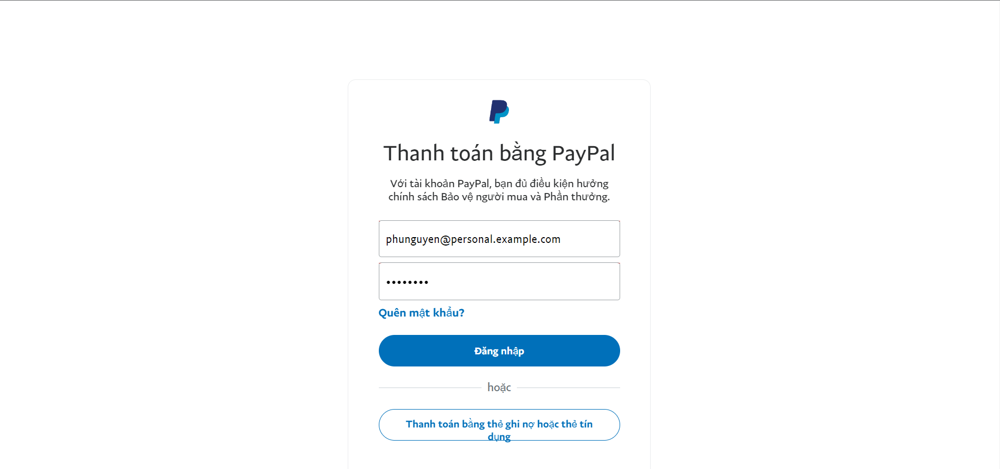 Thanh toán bằng PayPal
Với tài khoản PayPal, bạn đủ điều kiện hưởng
chính sách Bảo vệ người mua và Phần thưởng.
phunguyen@personal.example.com
••••••••
Quên mật khẩu?
Đăng nhập
hoặc
Thanh toán bằng thẻ ghi nợ hoặc thẻ tín
dụng